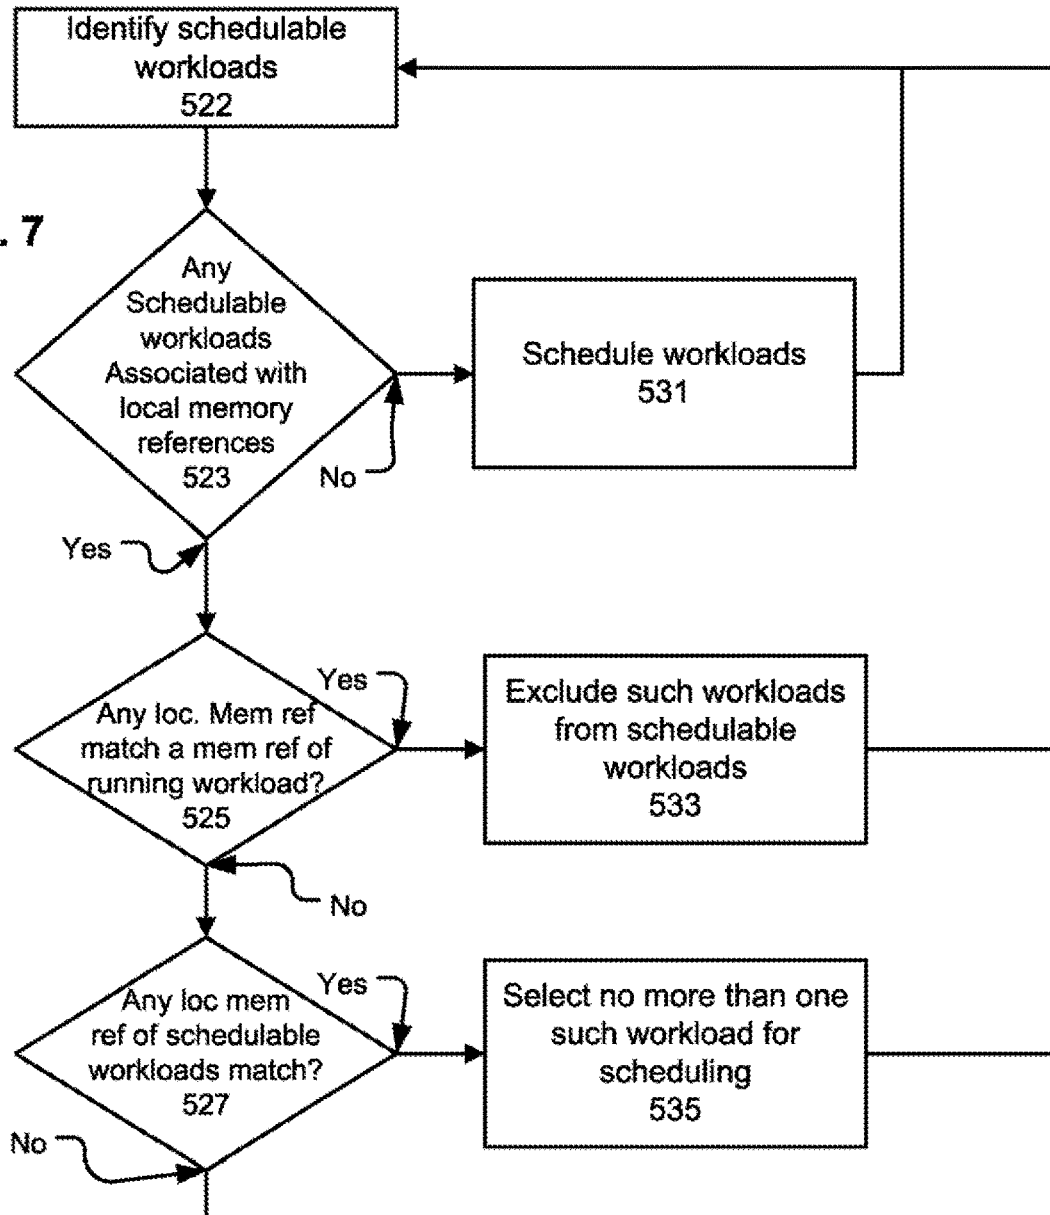 Identify schedulable
workloads
522
. 7
Any
Schedulable
workloads
Associated with
local memory
references
523
No
Schedule workloads
531
Yes
Any loc. Mem ref
match a mem ref of
running workload?
525
Yes
Exclude such workloads
from schedulable
workloads
533
No
Any loc mem
ref of schedulable
workloads match?
527
Yes
Select no more than one
such workload for
scheduling
535
No